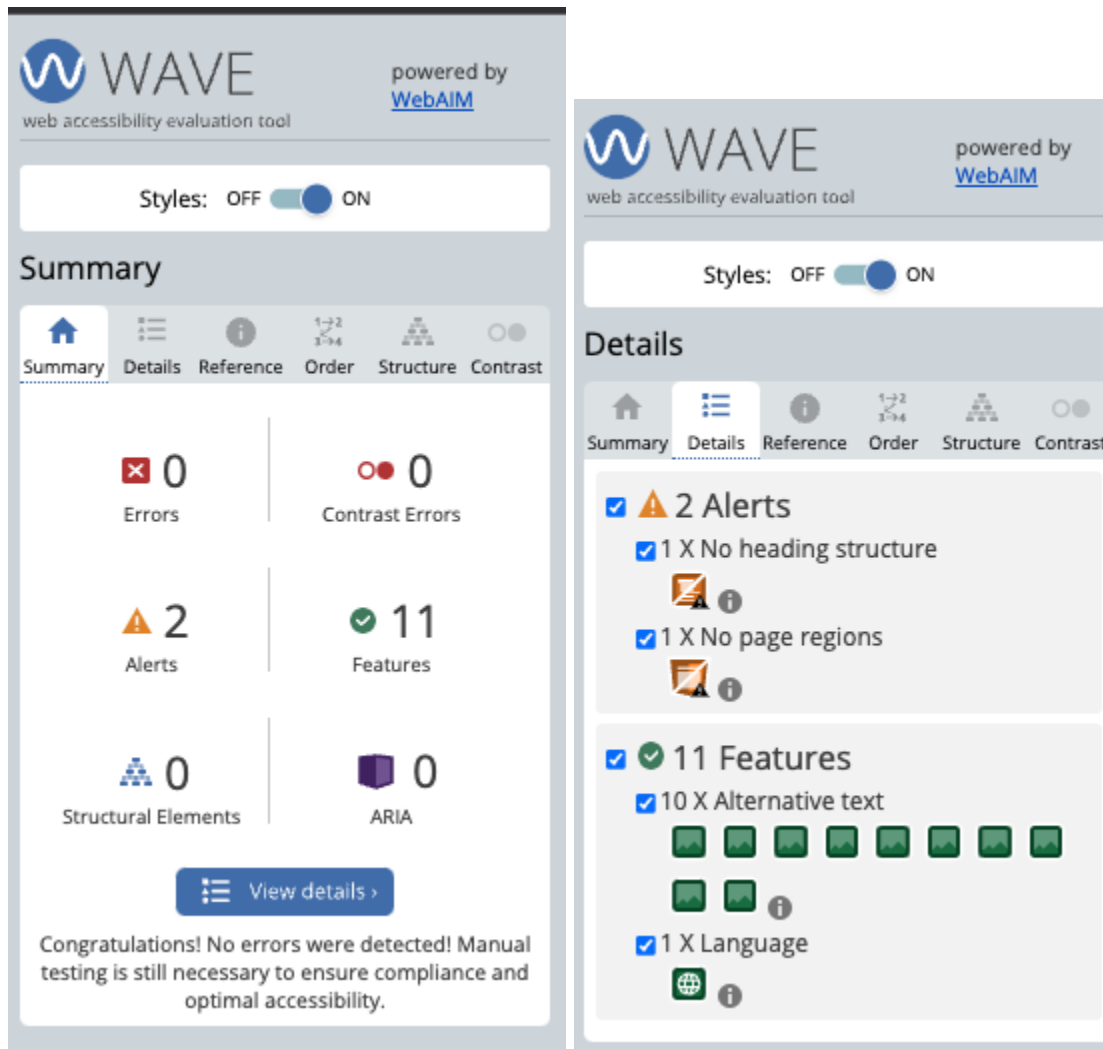 WAVE
powered by
WebAIM
web accessibility evaluation tool
Styles: OFF ON
Summary
Summary Details Reference Order Structure Contrast
0 0
Errors Contrast Errors
2 11
Alerts Features
0 0
Structural Elements ARIA
View details ›
Congratulations! No errors were detected! Manual
testing is still necessary to ensure compliance and
optimal accessibility.
WAVE
powered by
WebAIM
web accessibility evaluation tool
Styles: OFF ON
Details
Summary Details Reference Order Structure Contrast
2 Alerts
1 X No heading structure
1 X No page regions
11 Features
10 X Alternative text
1 X Language